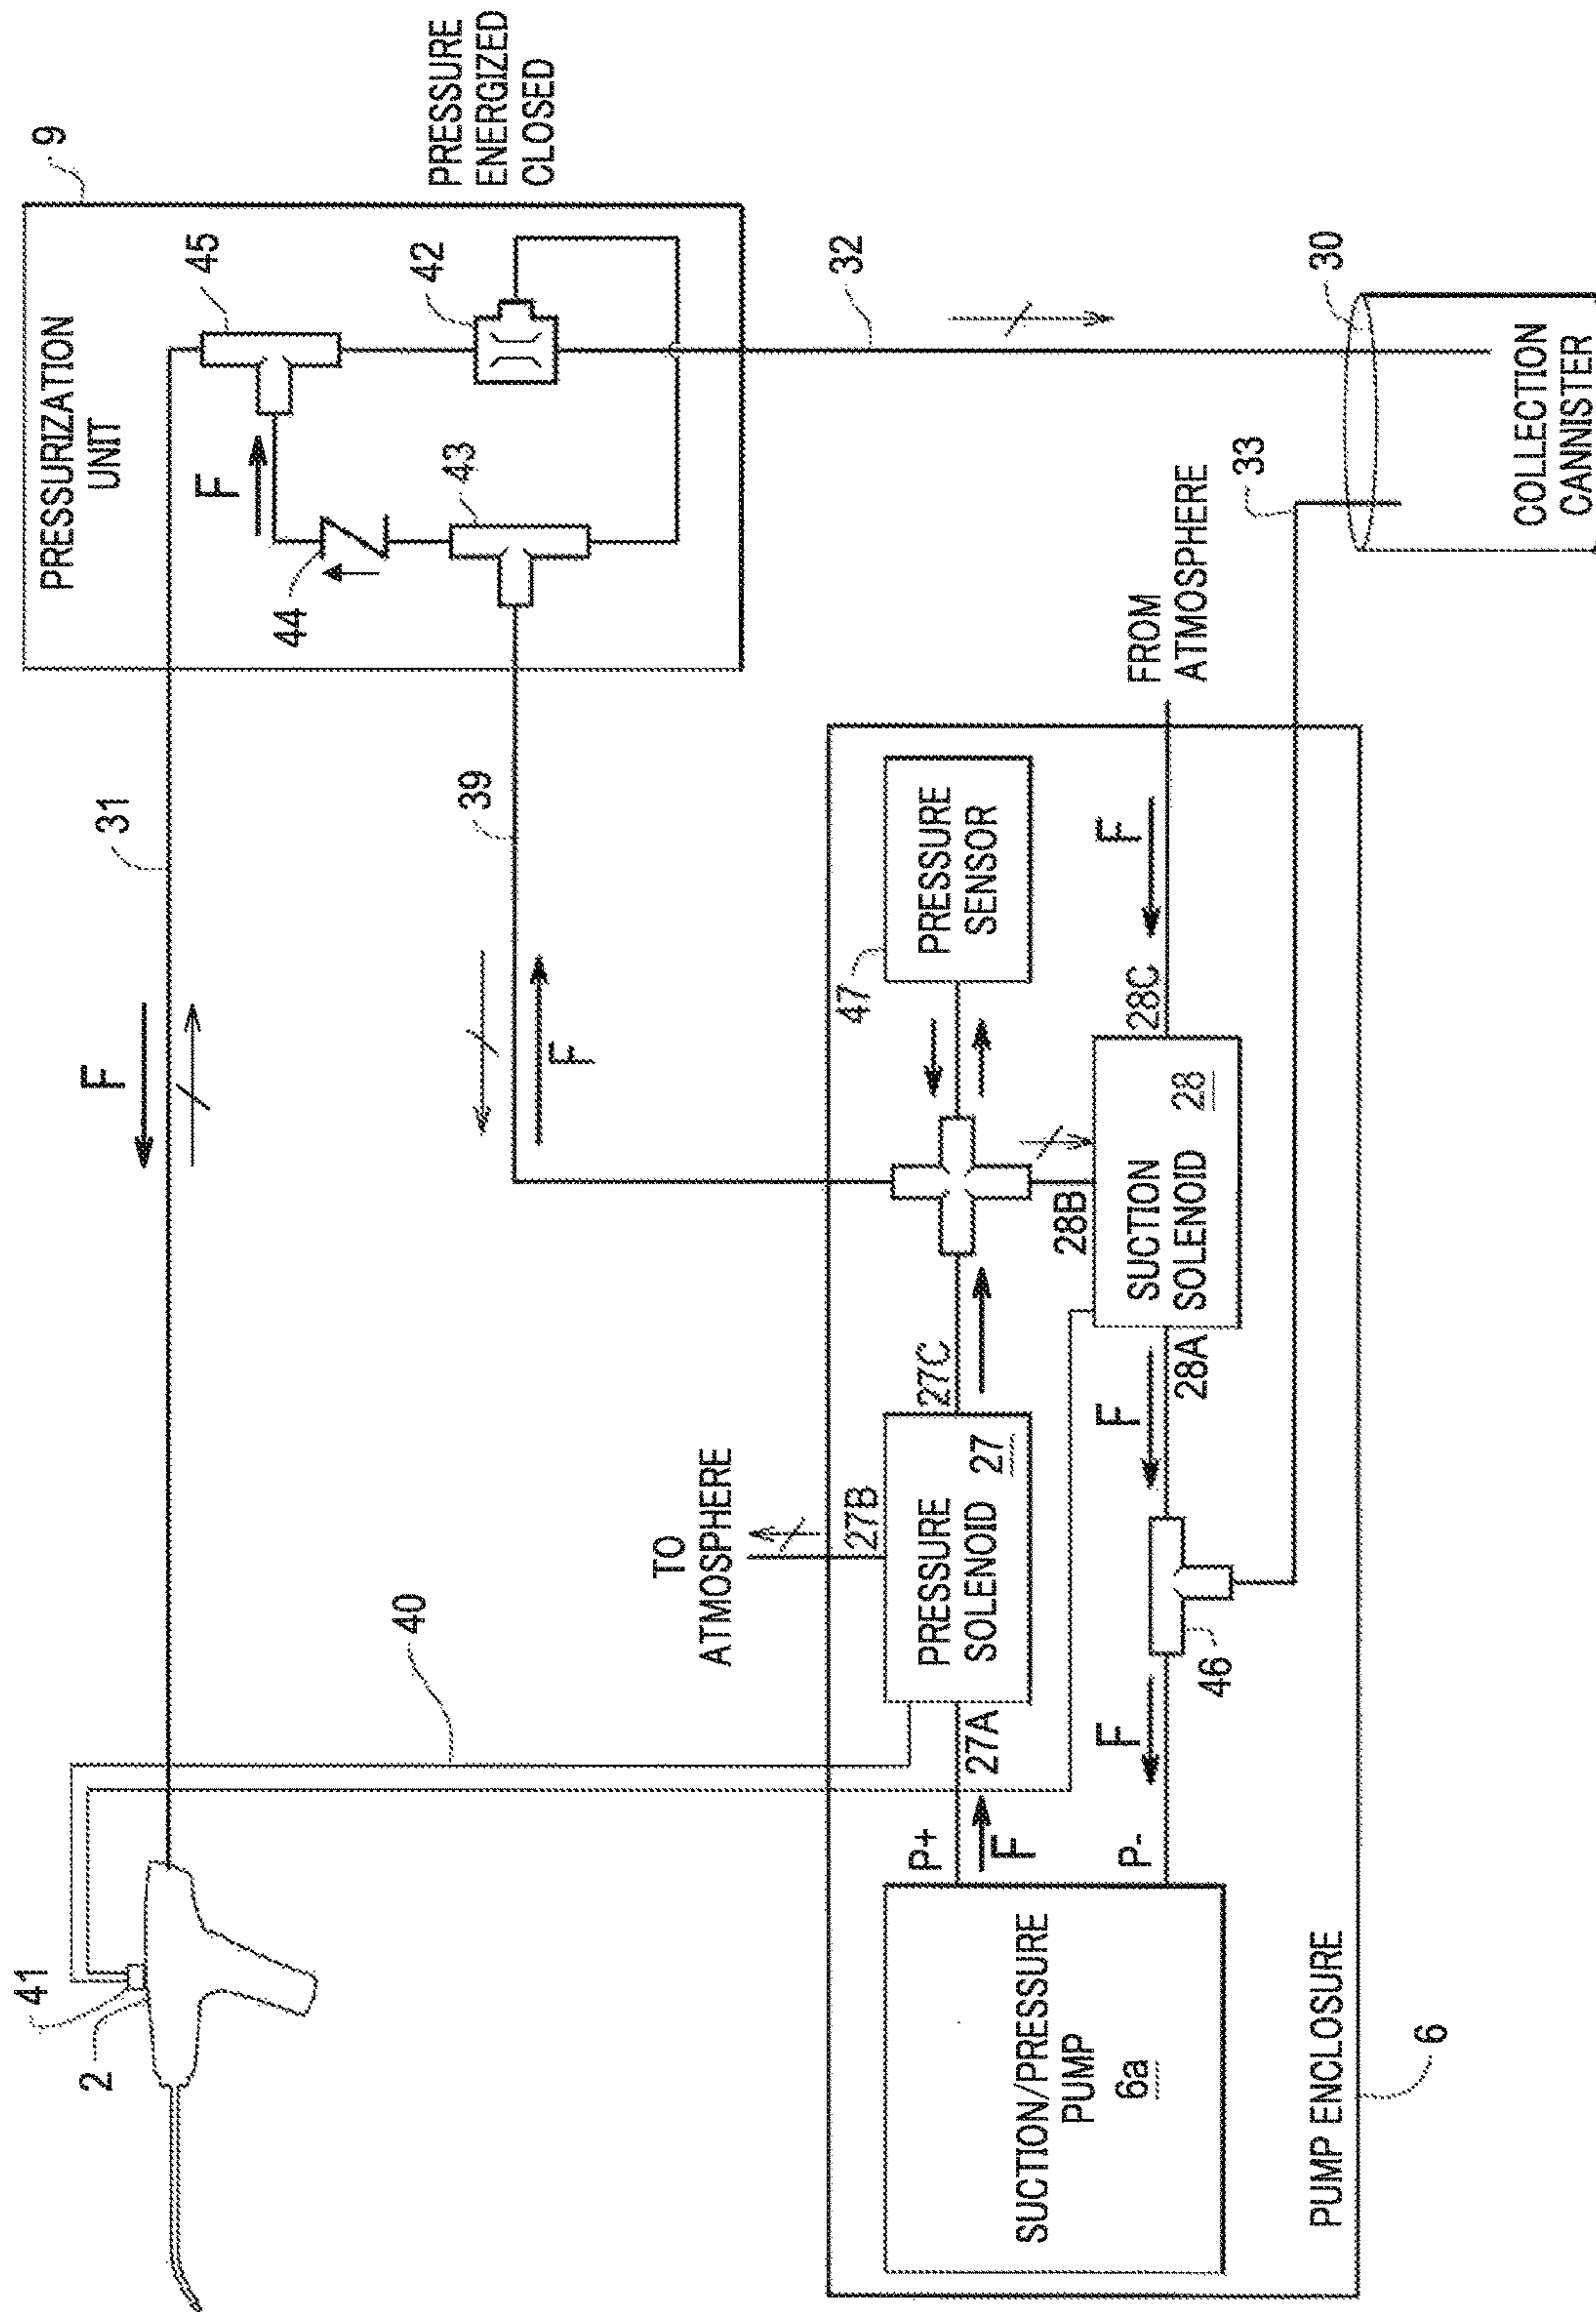 41
2
F
31
PRESSURIZATION
UNIT
9
45
F
44
43
42
PRESSURE
ENERGIZED
CLOSED
40
39
F
TO
ATMOSPHERE
32
27B
27C
47
P+
F
27A
PRESSURE
SOLENOID 27
PRESSURE
SENSOR
FROM
ATMOSPHERE
33
30
28B
SUCTION/PRESSURE
PUMP
6a
P-
F
F
28A
SUCTION
SOLENOID 28
28C
F
46
PUMP ENCLOSURE
6
COLLECTION
CANNISTER